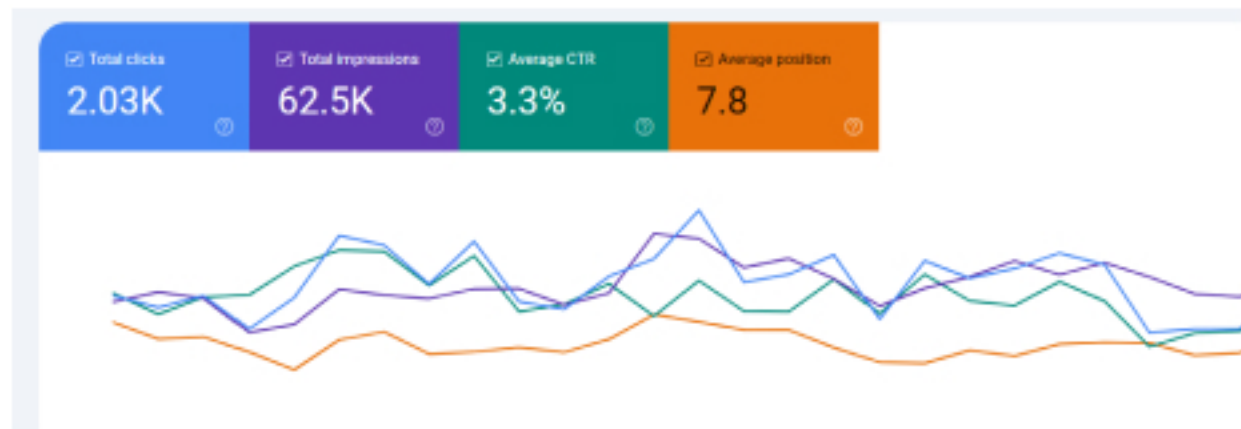 Total clicks
2.03K
Total impressions
62.5K
Average CTR
3.3%
Average position
7.8